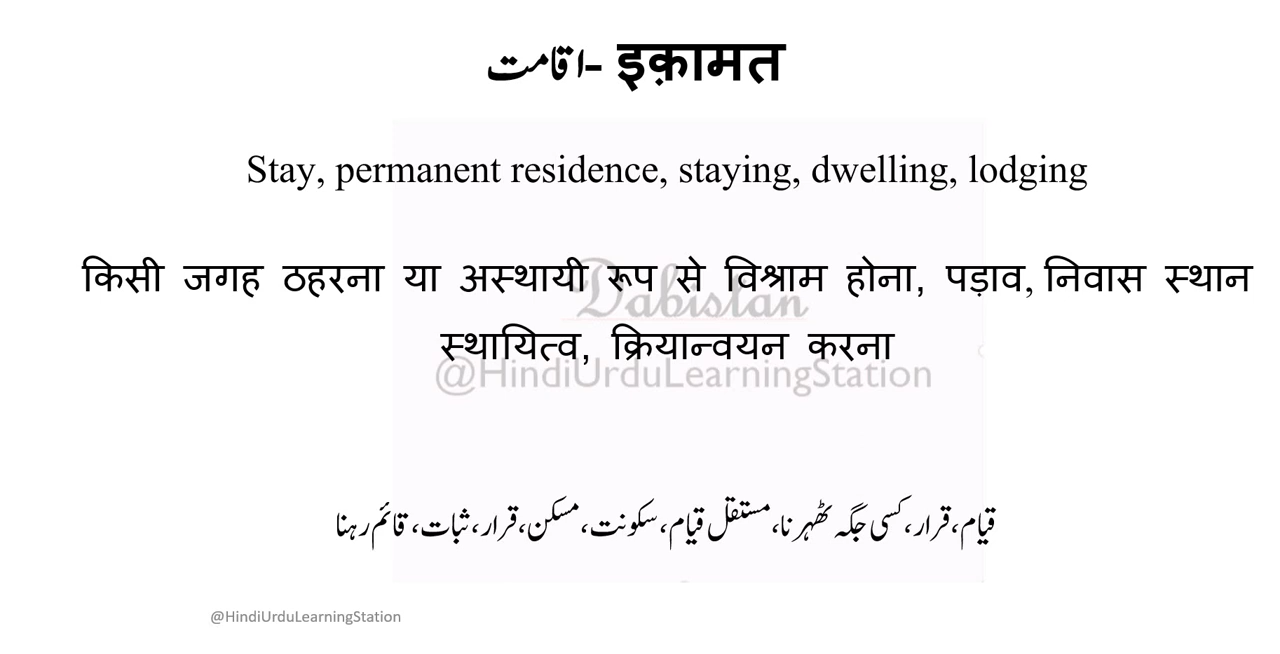 اقامت- इक़ामत
Stay, permanent residence, staying, dwelling, lodging
किसी जगह ठहरना या अस्थायी रूप से विश्राम होना, पड़ाव, निवास स्थान
Dabistan
स्थायित्व, क्रियान्वयन करना
@HindiUrduLearningStation
قیام،قرار،کسی جگہ ٹھہرنا،مستقل قیام،سکونت،مسکن،قرار،ثبات،قائم رہنا
@HindiUrduLearningStation